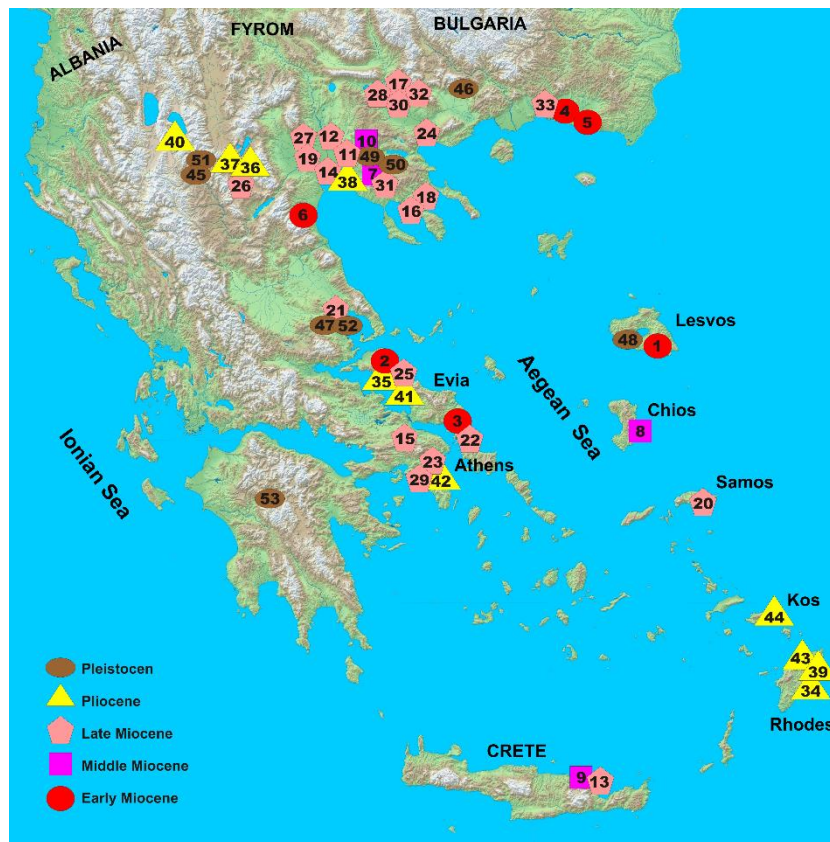 FYROM
BULGARIA
ALBANIA
17
46
28
32
30
33
4
5
24
27
12
10
40
51
37
36
19
11
49
50
45
26
14
38
7
31
18
16
6
21
47
52
Lesvos
48
1
2
25
35
Evia
41
Aegean Sea
Chios
8
3
15
22
Ionian Sea
23
Athens
29
42
53
Samos
20
Kos
44
43
39
34
Rhodes
Pleistocen
Pliocene
Late Miocene
Middle Miocene
Early Miocene
CRETE
9
13